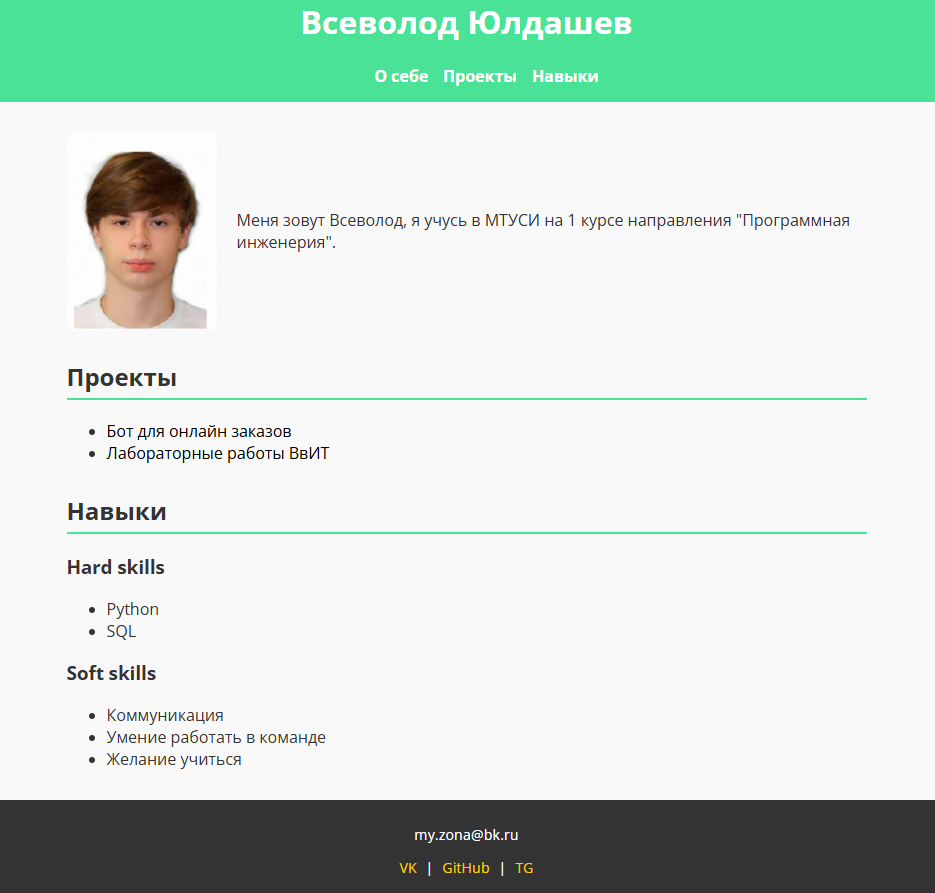 Всеволод Юлдашев
О себе Проекты Навыки
Меня зовут Всеволод, я учусь в МТУСИ на 1 курсе направления "Программная
инженерия".
Проекты
Бот для онлайн заказов
Лабораторные работы ВвИТ
Навыки
Hard skills
Python
SQL
Soft skills
Коммуникация
Умение работать в команде
Желание учиться
my.zona@bk.ru
VK | GitHub | TG